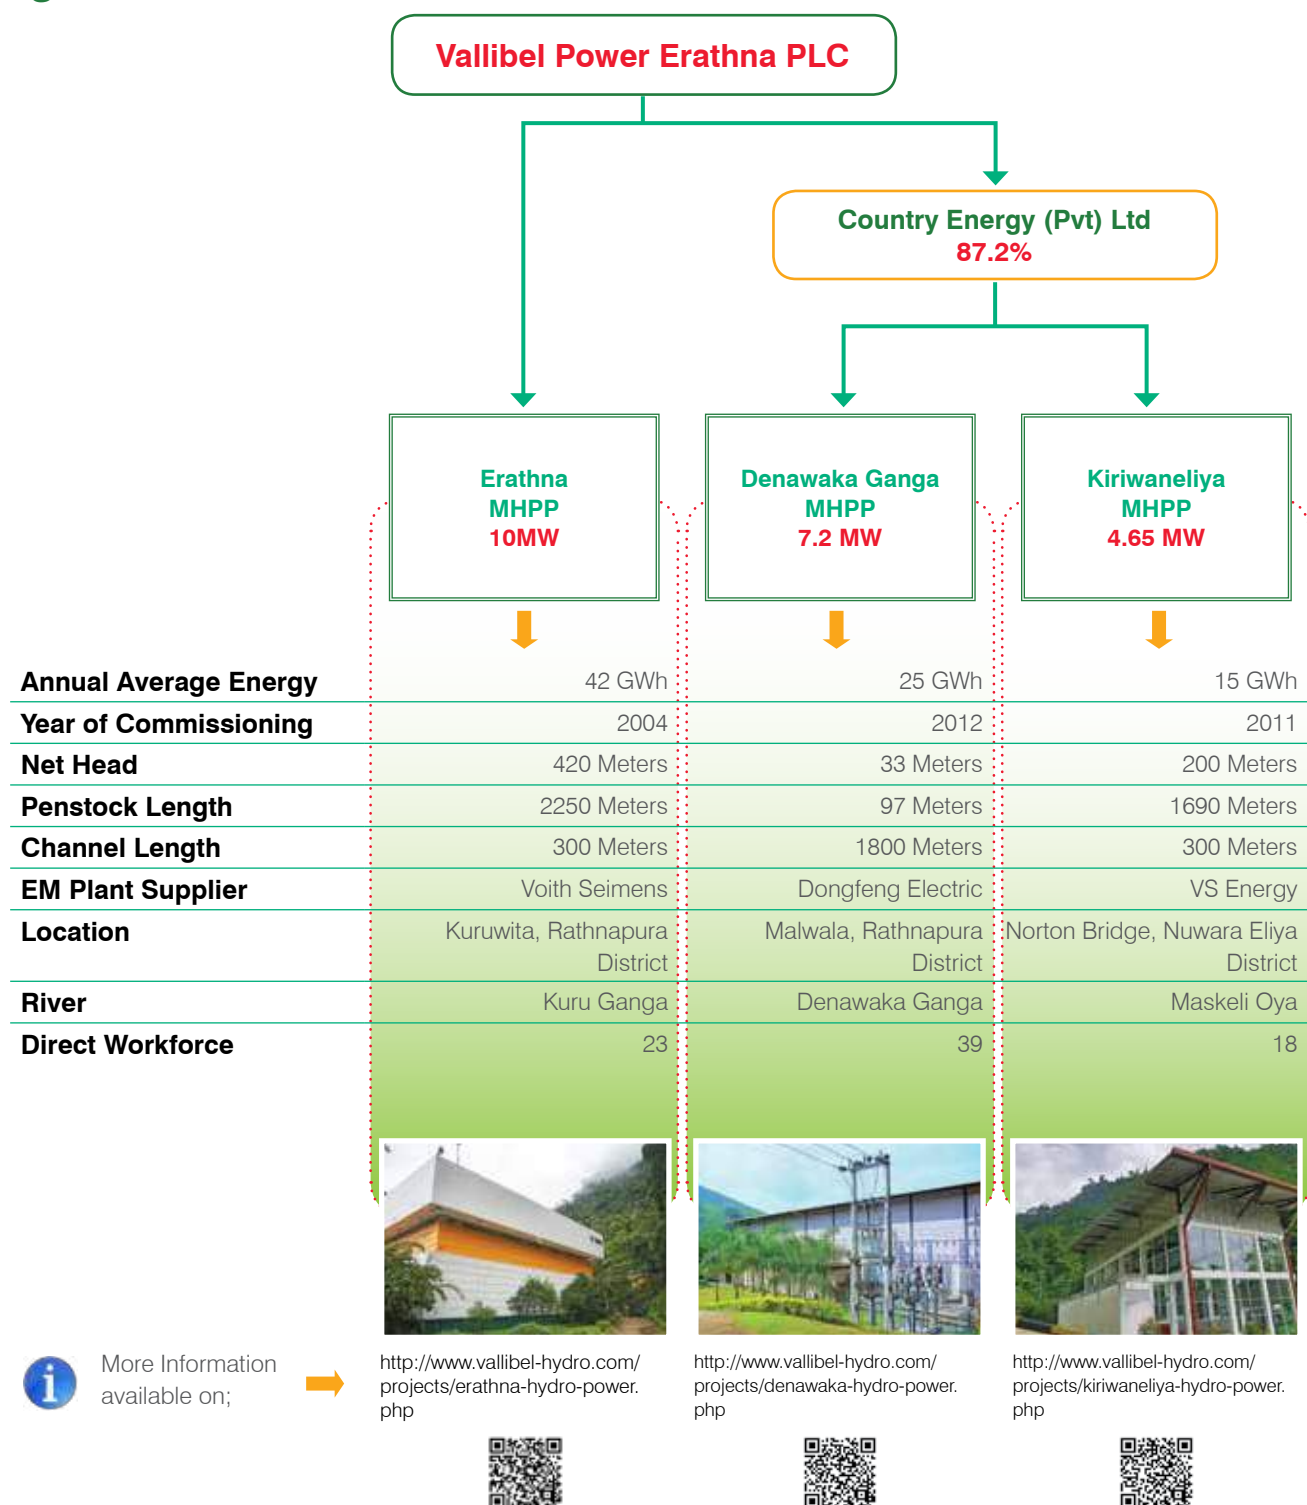 Vallibel Power Erathna PLC
Country Energy (Pvt) Ltd
87.2%
Erathna
MHPP
10MW
Denawaka Ganga
MHPP
7.2 MW
Kiriwaneliya
MHPP
4.65 MW
Annual Average Energy 42 GWh 25 GWh 15 GWh
Year of Commissioning 2004 2012 2011
Net Head 420 Meters 33 Meters 200 Meters
Penstock Length 2250 Meters 97 Meters 1690 Meters
Channel Length 300 Meters 1800 Meters 300 Meters
EM Plant Supplier Voith Seimens Dongfeng Electric VS Energy
Location Kuruwita, Rathnapura Malwala, Rathnapura Norton Bridge, Nuwara Eliya
District District District
River Kuru Ganga Denawaka Ganga Maskeli Oya
Direct Workforce 23 39 18
More Information
available on;
http://www.vallibel-hydro.com/
projects/erathna-hydro-power.
php
http://www.vallibel-hydro.com/
projects/denawaka-hydro-power.
php
http://www.vallibel-hydro.com/
projects/kiriwaneliya-hydro-power.
php